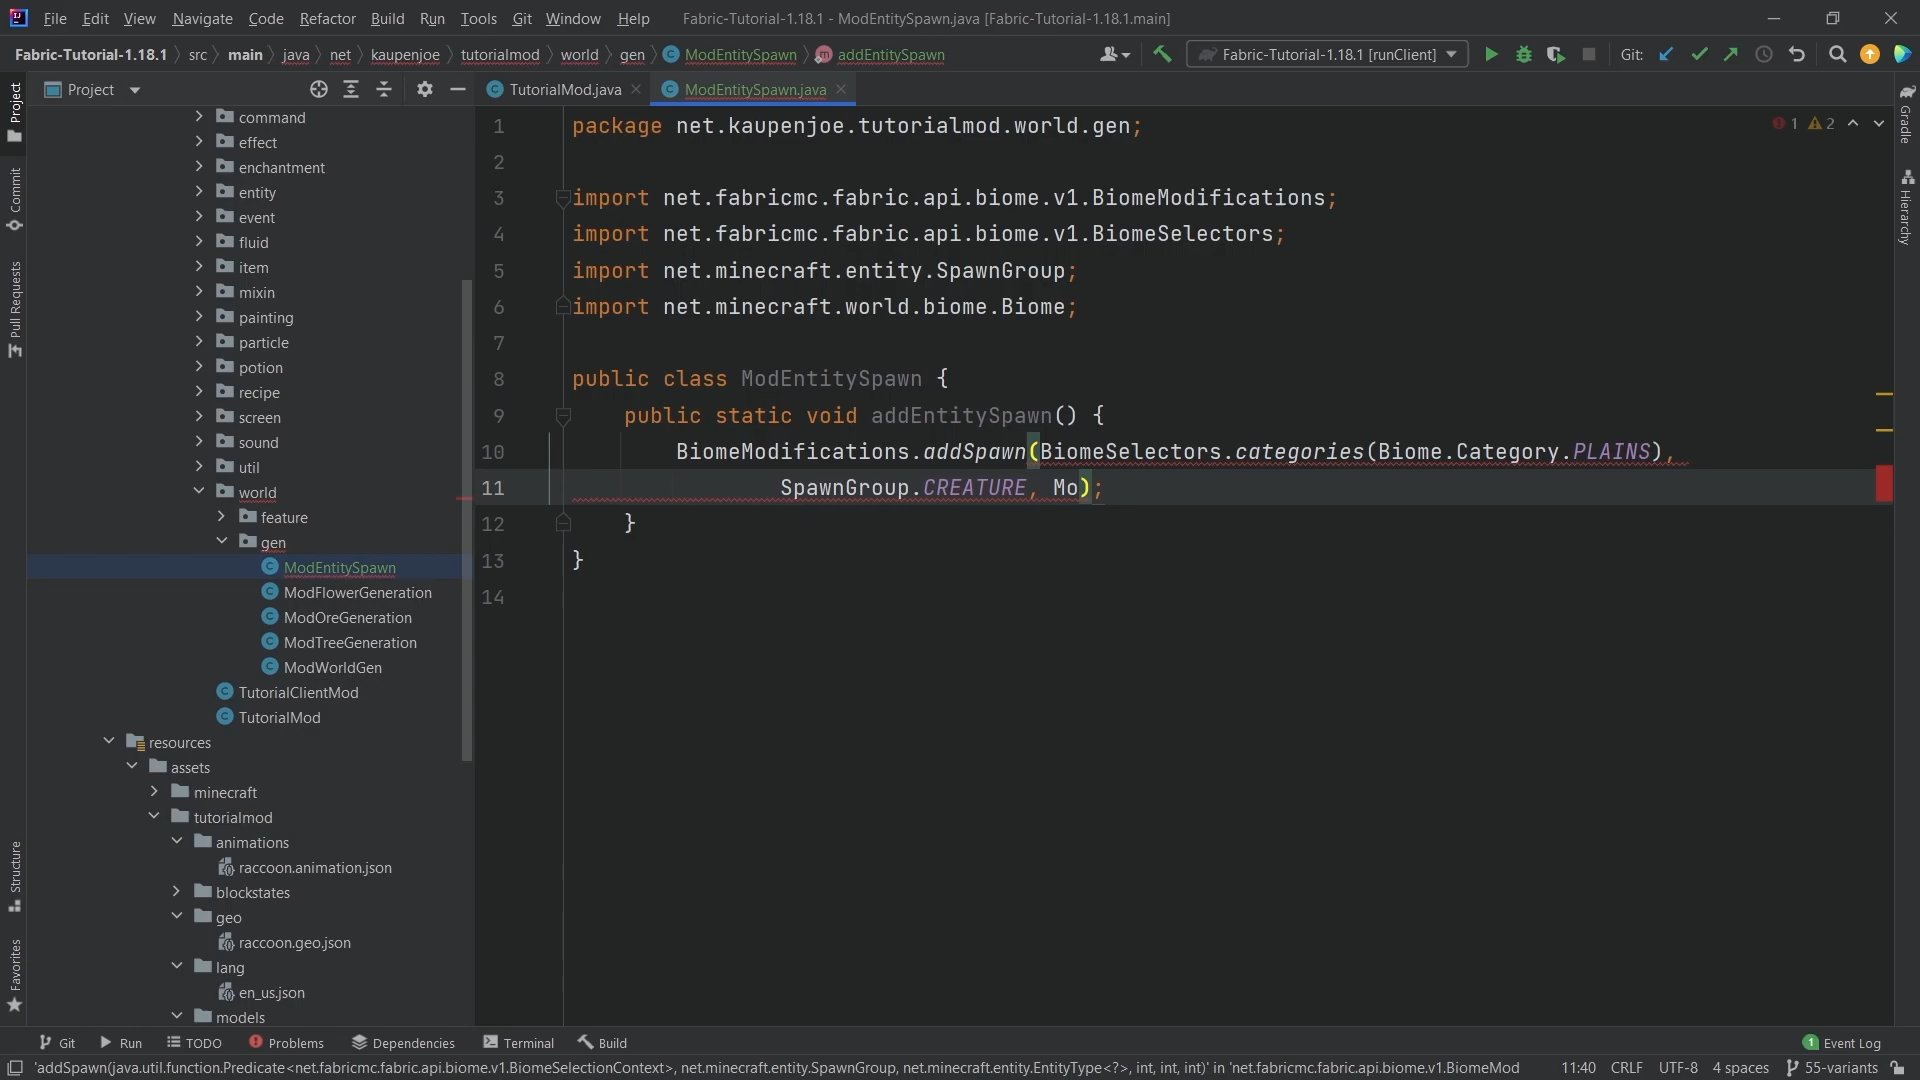 File Edit View Navigate Code Refactor Build Run Tools Git Window Help Fabric-Tutorial-1.18.1 - ModEntitySpawn.java [Fabric-Tutorial-1.18.1.main]
Fabric-Tutorial-1.18.1 src main java net kaupenjoe tutorialmod world gen ModEntitySpawn addEntitySpawn Fabric-Tutorial-1.18.1 [runClient] Git:
Project
TutorialMod.java ModEntitySpawn.java
Project
Commit
Pull Requests
Structure
Favorites
command
effect
enchantment
entity
event
fluid
item
mixin
painting
particle
potion
recipe
screen
sound
util
world
feature
gen
ModEntitySpawn
ModFlowerGeneration
ModOreGeneration
ModTreeGeneration
ModWorldGen
TutorialClientMod
TutorialMod
resources
assets
minecraft
tutorialmod
animations
raccoon.animation.json
blockstates
geo
raccoon.geo.json
lang
en_us.json
models
1 package net.kaupenjoe.tutorialmod.world.gen;
2
3 import net.fabricmc.fabric.api.biome.v1.BiomeModifications;
4 import net.fabricmc.fabric.api.biome.v1.BiomeSelectors;
5 import net.minecraft.entity.SpawnGroup;
6 import net.minecraft.world.biome.Biome;
7
8 public class ModEntitySpawn {
9 public static void addEntitySpawn() {
10 BiomeModifications.addSpawn(BiomeSelectors.categories(Biome.Category.PLAINS),
11 SpawnGroup.CREATURE, Mo);
12 }
13 }
14
1 2
Gradle
Hierarchy
Git Run TODO Problems Dependencies Terminal Build 1 Event Log
'addSpawn(java.util.function.Predicate<net.fabricmc.fabric.api.biome.v1.BiomeSelectionContext>, net.minecraft.entity.SpawnGroup, net.minecraft.entity.EntityType<?>, int, int, int)' in 'net.fabricmc.fabric.api.biome.v1.BiomeMod 11:40 CRLF UTF-8 4 spaces 55-variants